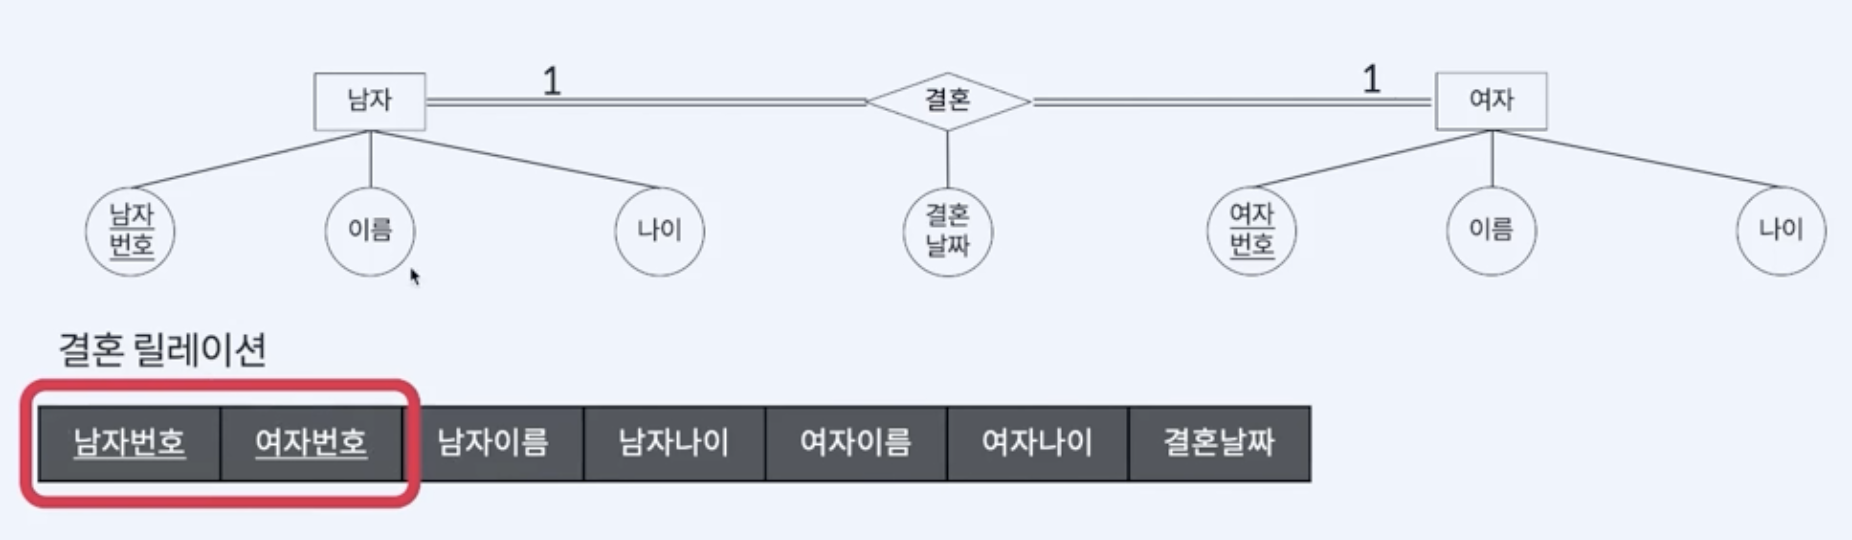 1
1
남자
결혼
여자
남자
번호
이름
나이
결혼
날짜
여자
번호
이름
나이
결혼 릴레이션
남자번호 여자번호 남자이름 남자나이 여자이름 여자나이 결혼날짜